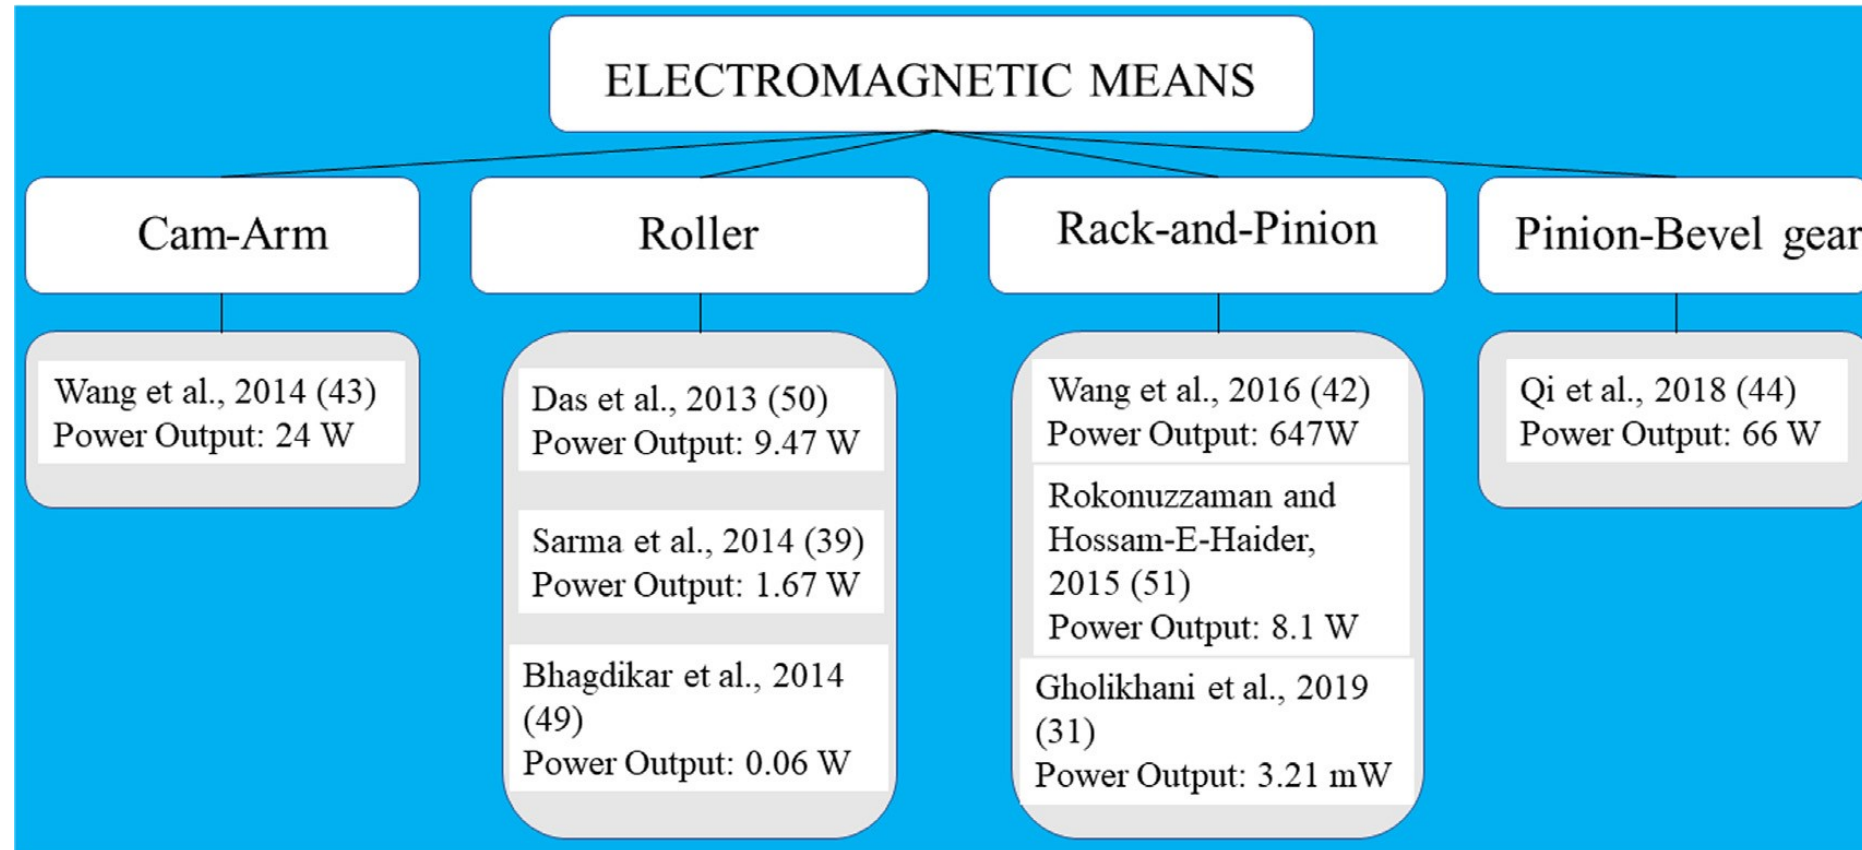 ELECTROMAGNETIC MEANS
Cam-Arm
Roller
Rack-and-Pinion
Pinion-Bevel gear
Wang et al., 2014 (43)
Power Output: 24 W
Das et al., 2013 (50)
Power Output: 9.47 W
Sarma et al., 2014 (39)
Power Output: 1.67 W
Bhagdikar et al., 2014
(49)
Power Output: 0.06 W
Wang et al., 2016 (42)
Power Output: 647W
Rokonuzzaman and
Hossam-E-Haider,
2015 (51)
Power Output: 8.1 W
Gholikhani et al., 2019
(31)
Power Output: 3.21 mW
Qi et al., 2018 (44)
Power Output: 66 W